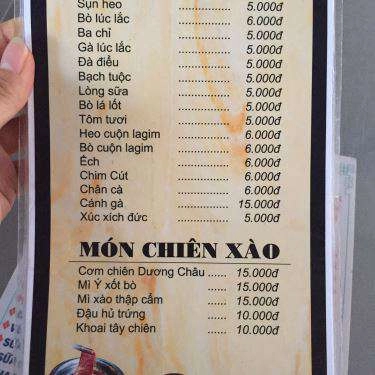 Sụn heo ............... 5.000đ
Bò lúc lắc ............... 6.000đ
Ba chỉ ............... 5.000đ
Gà lúc lắc ............... 5.000đ
Đà điểu ............... 5.000đ
Bạch tuộc ............... 5.000đ
Lòng sữa ............... 5.000đ
Bò lá lốt ............... 5.000đ
Tôm tươi ............... 5.000đ
Heo cuộn lagim ............... 6.000đ
Bò cuộn lagim ............... 6.000đ
Ếch ............... 6.000đ
Chim Cút ............... 6.000đ
Chân cà ............... 6.000đ
Cánh gà ............... 15.000đ
Xúc xích đức ............... 5.000đ
MÓN CHIÊN XÀO
Cơm chiên Dương Châu ...... 15.000đ
Mì Ý xốt bò ............... 15.000đ
Mì xào thập cẩm ............... 15.000đ
Đậu hủ trứng ............... 10.000đ
Khoai tây chiên ............... 10.000đ